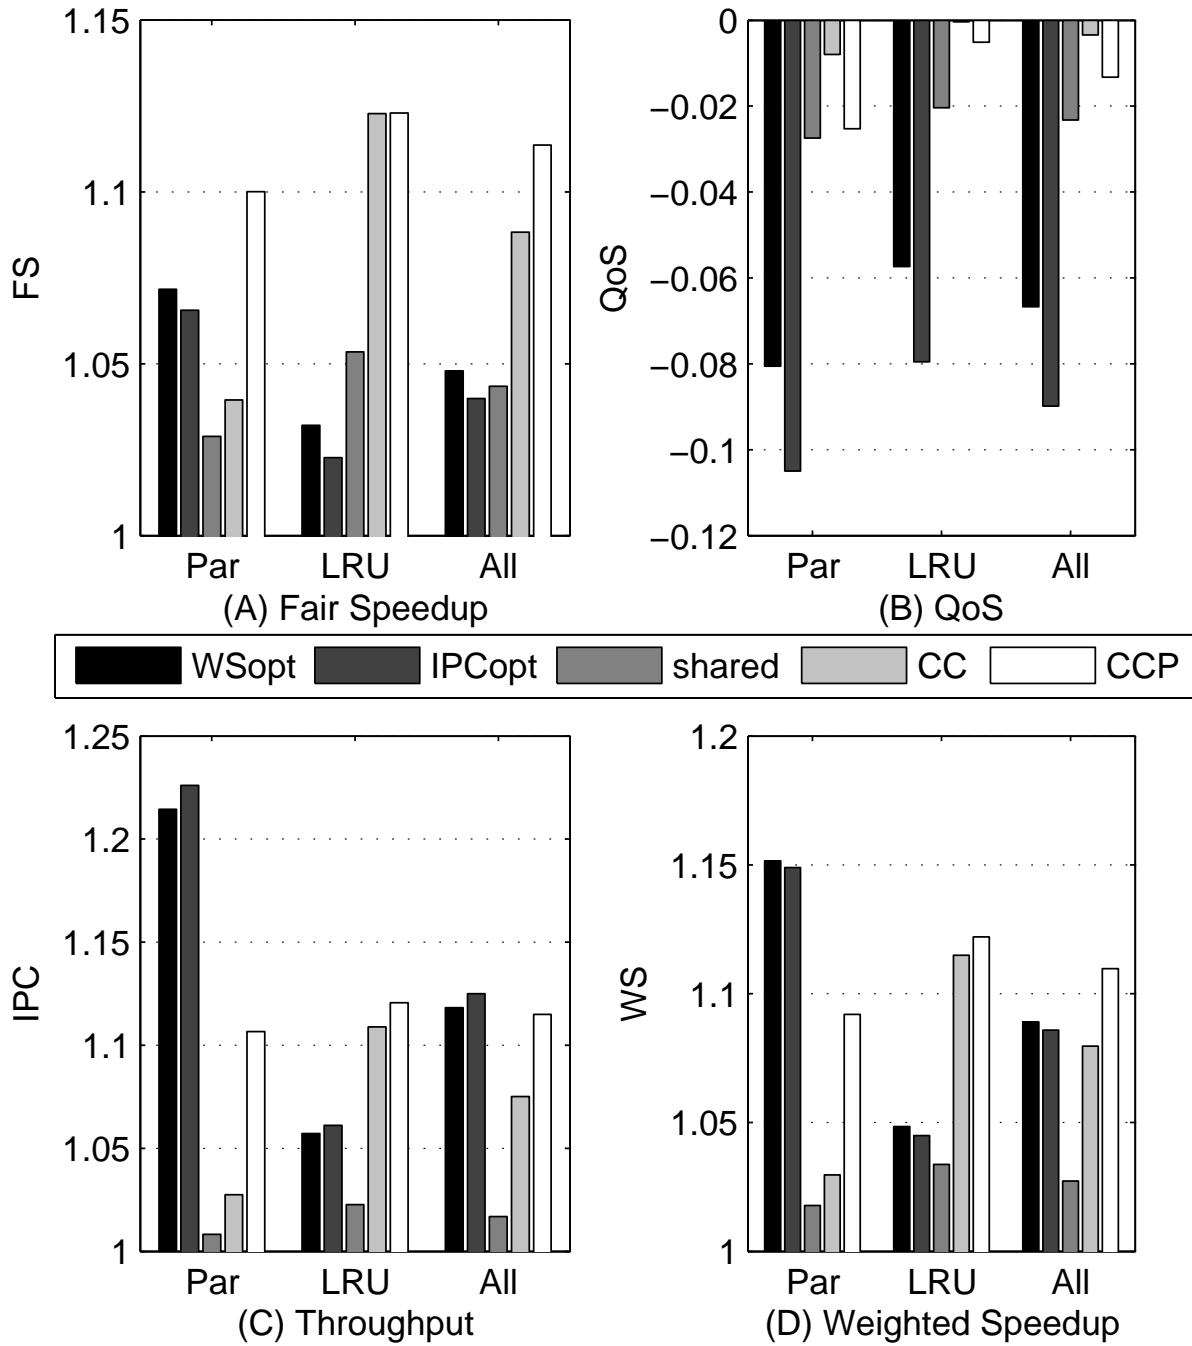 1.15
1.1
1.05
1
FS
Par LRU All
(A) Fair Speedup
0
−0.02
−0.04
−0.06
−0.08
−0.1
−0.12
QoS
Par LRU All
(B) QoS
WSopt IPCopt shared CC CCP
1.25
1.2
1.15
1.1
1.05
1
IPC
Par LRU All
(C) Throughput
1.2
1.15
1.1
1.05
1
WS
Par LRU All
(D) Weighted Speedup